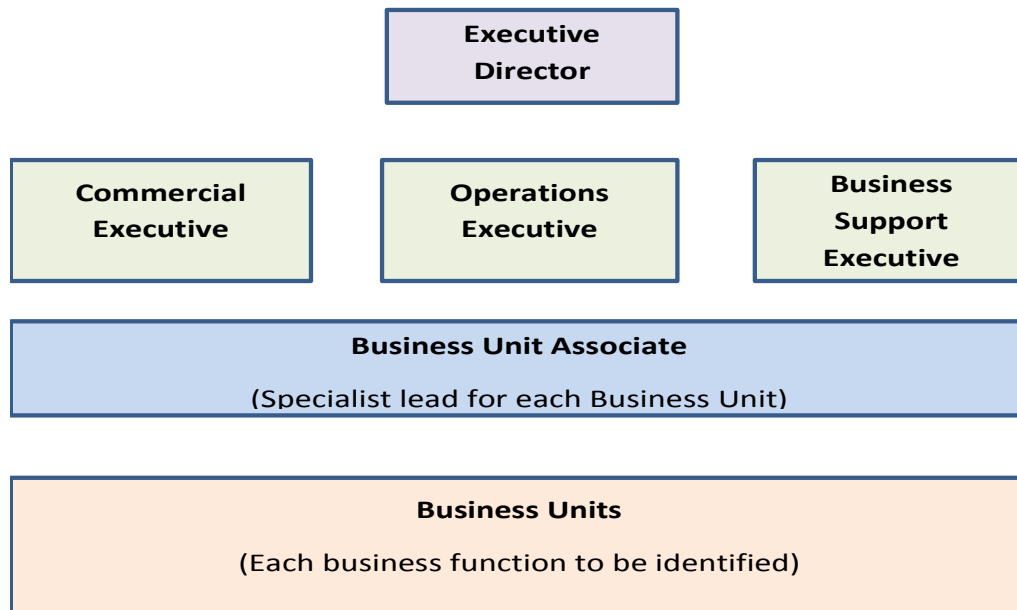 Executive
Director
Commercial
Executive
Operations
Executive
Business
Support
Executive
Business Unit Associate
(Specialist lead for each Business Unit)
Business Units
(Each business function to be identified)